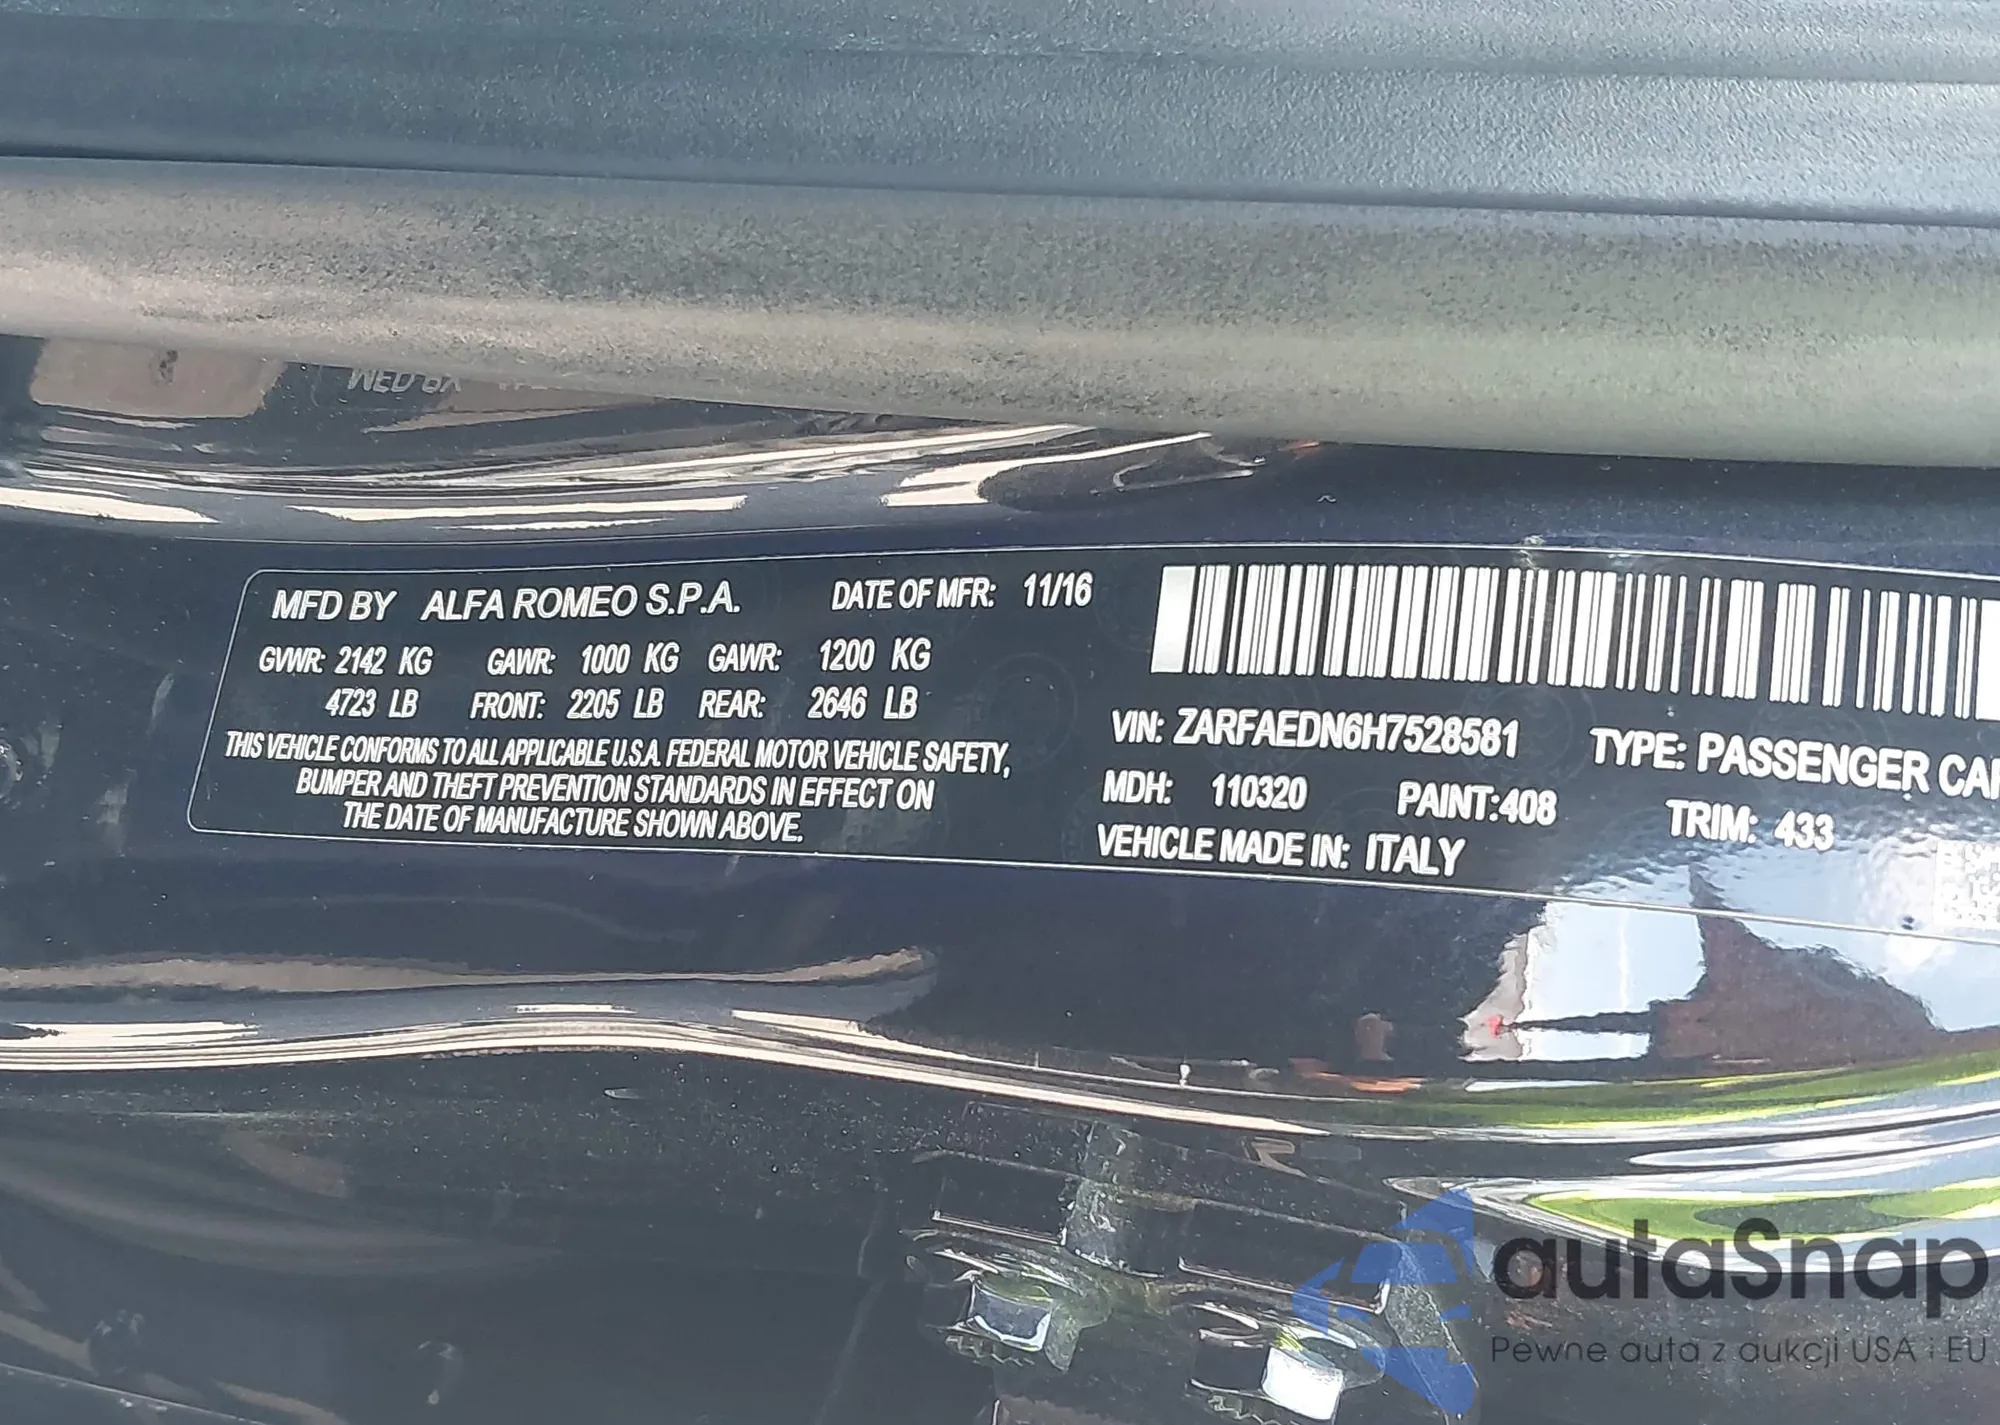 MFD BY ALFA ROMEO S.P.A. DATE OF MFR: 11/16
GVWR: 2142 KG GAWR: 1000 KG GAWR: 1200 KG
4723 LB FRONT: 2205 LB REAR: 2646 LB
THIS VEHICLE CONFORMS TO ALL APPLICABLE U.S.A. FEDERAL MOTOR VEHICLE SAFETY,
BUMPER AND THEFT PREVENTION STANDARDS IN EFFECT ON
THE DATE OF MANUFACTURE SHOWN ABOVE.
VIN: ZARFAEDN6H7528581 TYPE: PASSENGER CAR
MDH: 110320 PAINT:408 TRIM: 433
VEHICLE MADE IN: ITALY
autaSnap
Pewne auta z aukcji USA i EU